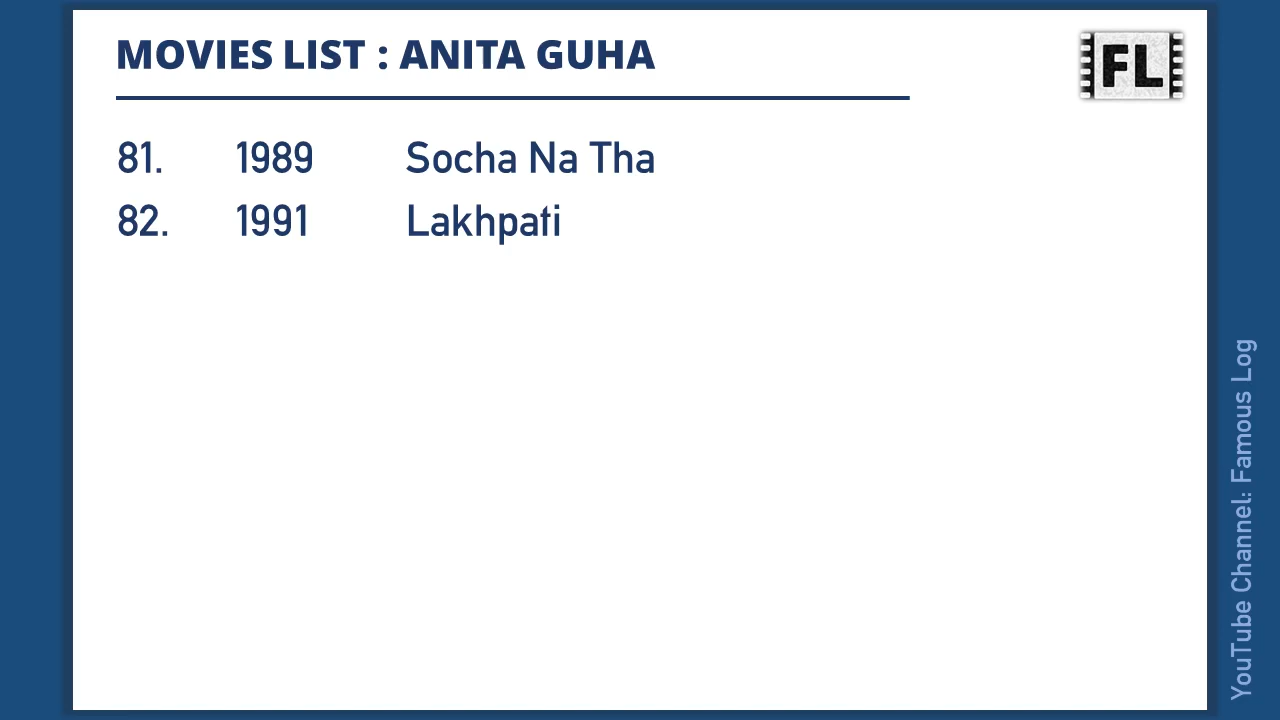 MOVIES LIST : ANITA GUHA
FL
81. 1989 Socha Na Tha
82. 1991 Lakhpati
YouTube Channel: Famous Log